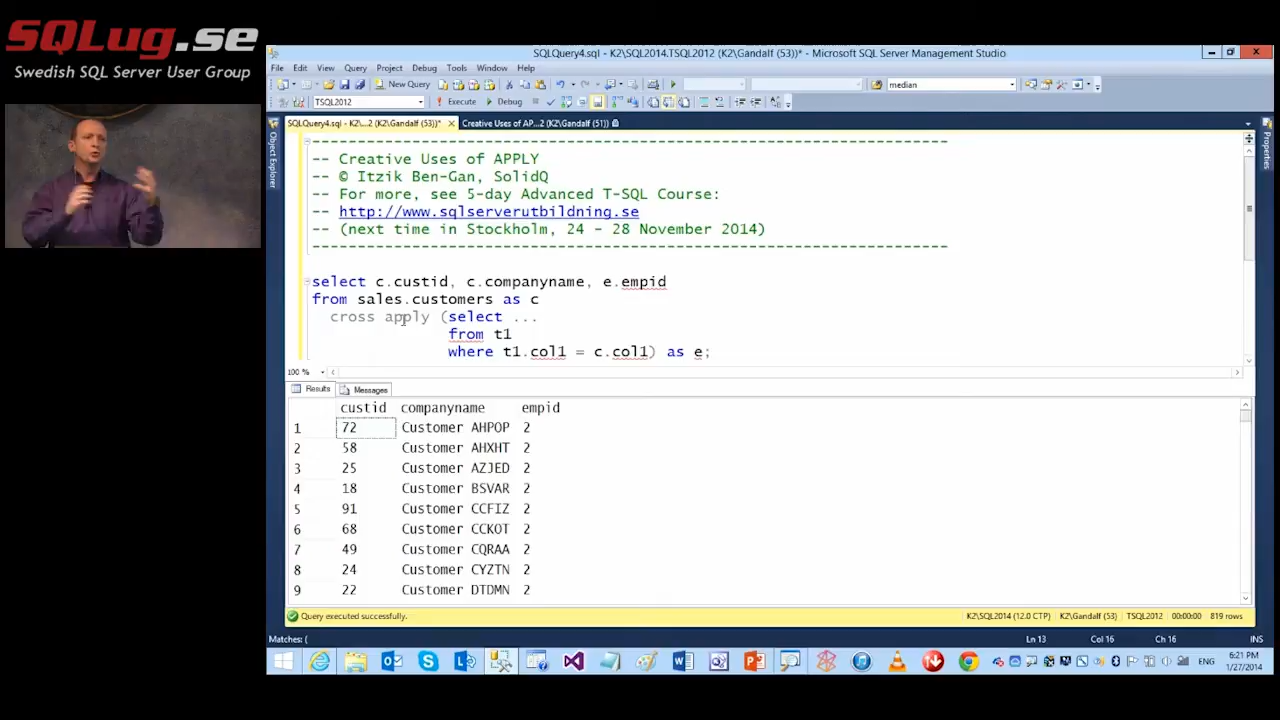 SQLug.se
Swedish SQL Server User Group
SQLQuery4.sql - K2\SQL2014.TSQL2012 (K2\Gandalf (53))* - Microsoft SQL Server Management Studio
File Edit View Query Project Debug Tools Window Help
New Query
median
TSQL2012
Execute
Debug
SQLQuery4.sql - K2\...2 (K2\Gandalf (53))*
Creative Uses of AP...2 (K2\Gandalf (51))
Object Explorer
Properties
----------------------------------------------------------------------
-- Creative Uses of APPLY
-- © Itzik Ben-Gan, SolidQ
-- For more, see 5-day Advanced T-SQL Course:
-- http://www.sqlserverutbildning.se
-- (next time in Stockholm, 24 - 28 November 2014)
----------------------------------------------------------------------
select c.custid, c.companyname, e.empid
from sales.customers as c
cross apply (select ...
from t1
where t1.col1 = c.col1) as e;
100 %
Results
Messages
custid companyname empid
1 72 Customer AHPOP 2
2 58 Customer AHXHT 2
3 25 Customer AZJED 2
4 18 Customer BSVAR 2
5 91 Customer CCFIZ 2
6 68 Customer CCKOT 2
7 49 Customer CQRAA 2
8 24 Customer CYZTN 2
9 22 Customer DTDMN 2
Query executed successfully.
K2\SQL2014 (12.0 CTP)
K2\Gandalf (53)
TSQL2012
00:00:00
819 rows
Matches: (
Ln 13
Col 16
Ch 16
INS
ENG
6:21 PM
1/27/2014